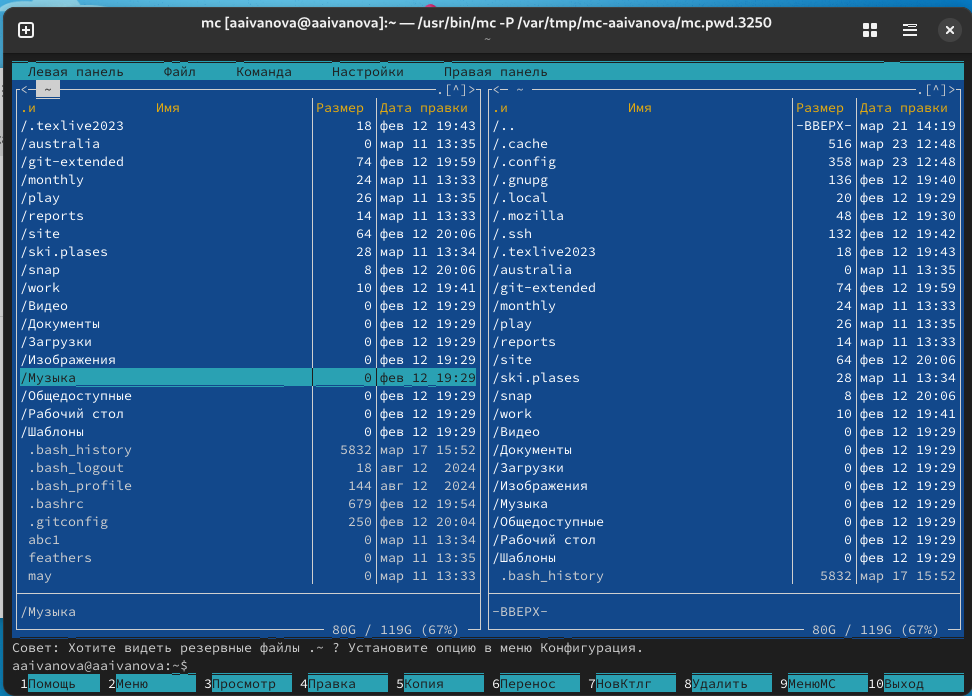 mc [aaivanova@aaivanova]:~ — /usr/bin/mc -P /var/tmp/mc-aaivanova/mc.pwd.3250
~
Левая панель Файл Команда Настройки Правая панель
<— ~ .[^]> <— ~ .[^]>
.и Имя Размер Дата правки .и Имя Размер Дата правки
/.texlive2023 18 фев 12 19:43 /.. -ВВЕРХ- мар 21 14:19
/australia 0 мар 11 13:35 /.cache 516 мар 23 12:48
/git-extended 74 фев 12 19:59 /.config 358 мар 23 12:48
/monthly 24 мар 11 13:33 /.gnupg 136 фев 12 19:40
/play 26 мар 11 13:35 /.local 20 фев 12 19:29
/reports 14 мар 11 13:33 /.mozilla 48 фев 12 19:30
/site 64 фев 12 20:06 /.ssh 132 фев 12 19:42
/ski.plases 28 мар 11 13:34 /.texlive2023 18 фев 12 19:43
/snap 8 фев 12 20:06 /australia 0 мар 11 13:35
/work 10 фев 12 19:41 /git-extended 74 фев 12 19:59
/Видео 0 фев 12 19:29 /monthly 24 мар 11 13:33
/Документы 0 фев 12 19:29 /play 26 мар 11 13:35
/Загрузки 0 фев 12 19:29 /reports 14 мар 11 13:33
/Изображения 0 фев 12 19:29 /site 64 фев 12 20:06
/Музыка 0 фев 12 19:29 /ski.plases 28 мар 11 13:34
/Общедоступные 0 фев 12 19:29 /snap 8 фев 12 20:06
/Рабочий стол 0 фев 12 19:29 /work 10 фев 12 19:41
/Шаблоны 0 фев 12 19:29 /Видео 0 фев 12 19:29
.bash_history 5832 мар 17 15:52 /Документы 0 фев 12 19:29
.bash_logout 18 авг 12 2024 /Загрузки 0 фев 12 19:29
.bash_profile 144 авг 12 2024 /Изображения 0 фев 12 19:29
.bashrc 679 фев 12 19:54 /Музыка 0 фев 12 19:29
.gitconfig 250 фев 12 20:04 /Общедоступные 0 фев 12 19:29
abc1 0 мар 11 13:34 /Рабочий стол 0 фев 12 19:29
feathers 0 мар 11 13:35 /Шаблоны 0 фев 12 19:29
may 0 мар 11 13:33 .bash_history 5832 мар 17 15:52
/Музыка -ВВЕРХ-
80G / 119G (67%) 80G / 119G (67%)
Совет: Хотите видеть резервные файлы .~ ? Установите опцию в меню Конфигурация.
aaivanova@aaivanova:~$
1Помощь 2Меню 3Просмотр 4Правка 5Копия 6Перенос 7НовКтлг 8Удалить 9МенюMC 10Выход